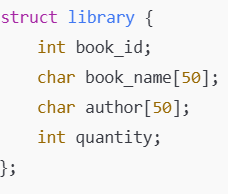 struct library {
    int book_id;
    char book_name[50];
    char author[50];
    int quantity;
};